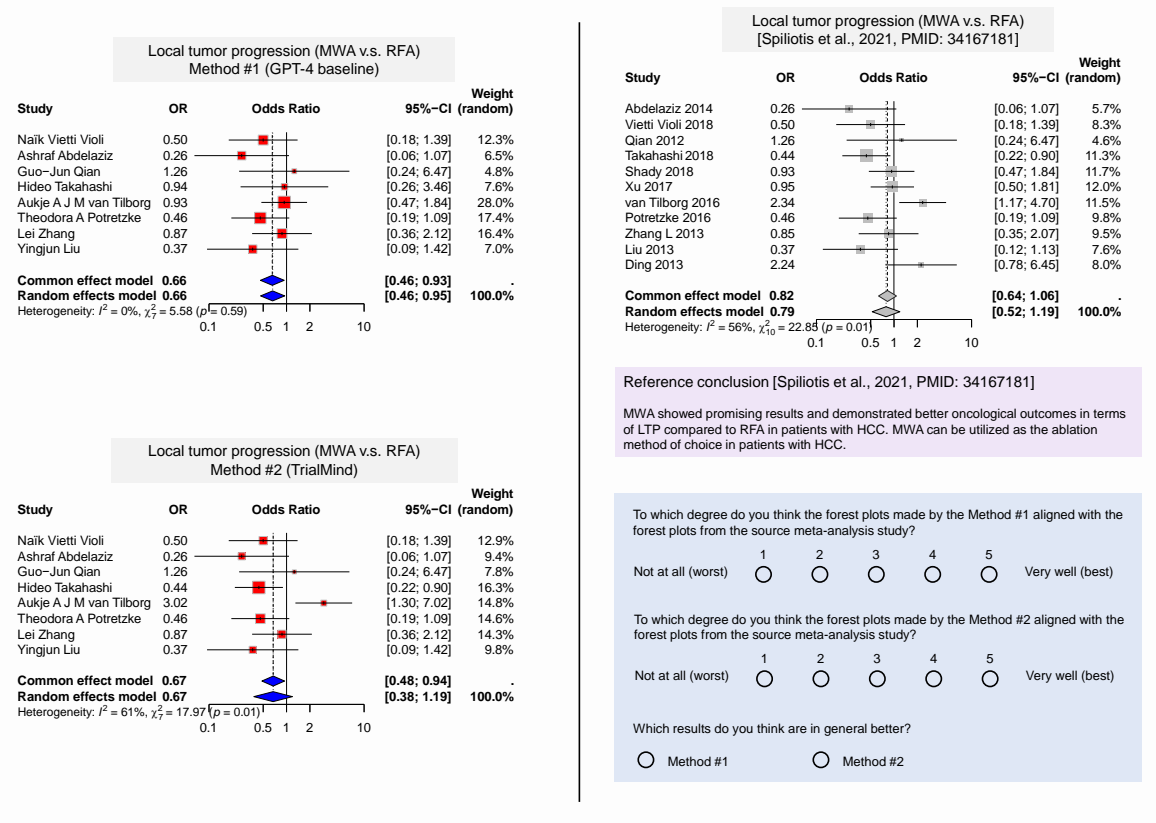 Local tumor progression (MWA v.s. RFA)
Method #1 (GPT-4 baseline)
Weight
Study OR Odds Ratio 95%−CI (random)
Naïk Vietti Violi 0.50 [0.18; 1.39] 12.3%
Ashraf Abdelaziz 0.26 [0.06; 1.07] 6.5%
Guo−Jun Qian 1.26 [0.24; 6.47] 4.8%
Hideo Takahashi 0.94 [0.26; 3.46] 7.6%
Aukje A J M van Tilborg 0.93 [0.47; 1.84] 28.0%
Theodora A Potretzke 0.46 [0.19; 1.09] 17.4%
Lei Zhang 0.87 [0.36; 2.12] 16.4%
Yingjun Liu 0.37 [0.09; 1.42] 7.0%
Common effect model 0.66 [0.46; 0.93] .
Random effects model 0.66 [0.46; 0.95] 100.0%
Heterogeneity: I² = 0%, χ²₇ = 5.58 (p = 0.59)
0.1 0.5 1 2 10
Local tumor progression (MWA v.s. RFA)
Method #2 (TrialMind)
Weight
Study OR Odds Ratio 95%−CI (random)
Naïk Vietti Violi 0.50 [0.18; 1.39] 12.9%
Ashraf Abdelaziz 0.26 [0.06; 1.07] 9.4%
Guo−Jun Qian 1.26 [0.24; 6.47] 7.8%
Hideo Takahashi 0.44 [0.22; 0.90] 16.3%
Aukje A J M van Tilborg 3.02 [1.30; 7.02] 14.8%
Theodora A Potretzke 0.46 [0.19; 1.09] 14.6%
Lei Zhang 0.87 [0.36; 2.12] 14.3%
Yingjun Liu 0.37 [0.09; 1.42] 9.8%
Common effect model 0.67 [0.48; 0.94] .
Random effects model 0.67 [0.38; 1.19] 100.0%
Heterogeneity: I² = 61%, χ²₇ = 17.97 (p = 0.01)
0.1 0.5 1 2 10
Local tumor progression (MWA v.s. RFA)
[Spiliotis et al., 2021, PMID: 34167181]
Weight
Study OR Odds Ratio 95%−CI (random)
Abdelaziz 2014 0.26 [0.06; 1.07] 5.7%
Vietti Violi 2018 0.50 [0.18; 1.39] 8.3%
Qian 2012 1.26 [0.24; 6.47] 4.6%
Takahashi 2018 0.44 [0.22; 0.90] 11.3%
Shady 2018 0.93 [0.47; 1.84] 11.7%
Xu 2017 0.95 [0.50; 1.81] 12.0%
van Tilborg 2016 2.34 [1.17; 4.70] 11.5%
Potretzke 2016 0.46 [0.19; 1.09] 9.8%
Zhang L 2013 0.85 [0.35; 2.07] 9.5%
Liu 2013 0.37 [0.12; 1.13] 7.6%
Ding 2013 2.24 [0.78; 6.45] 8.0%
Common effect model 0.82 [0.64; 1.06] .
Random effects model 0.79 [0.52; 1.19] 100.0%
Heterogeneity: I² = 56%, χ²₁₀ = 22.85 (p = 0.01)
0.1 0.5 1 2 10
Reference conclusion [Spiliotis et al., 2021, PMID: 34167181]
MWA showed promising results and demonstrated better oncological outcomes in terms
of LTP compared to RFA in patients with HCC. MWA can be utilized as the ablation
method of choice in patients with HCC.
To which degree do you think the forest plots made by the Method #1 aligned with the
forest plots from the source meta-analysis study?
1 2 3 4 5
Not at all (worst) Very well (best)
To which degree do you think the forest plots made by the Method #2 aligned with the
forest plots from the source meta-analysis study?
1 2 3 4 5
Not at all (worst) Very well (best)
Which results do you think are in general better?
Method #1 Method #2